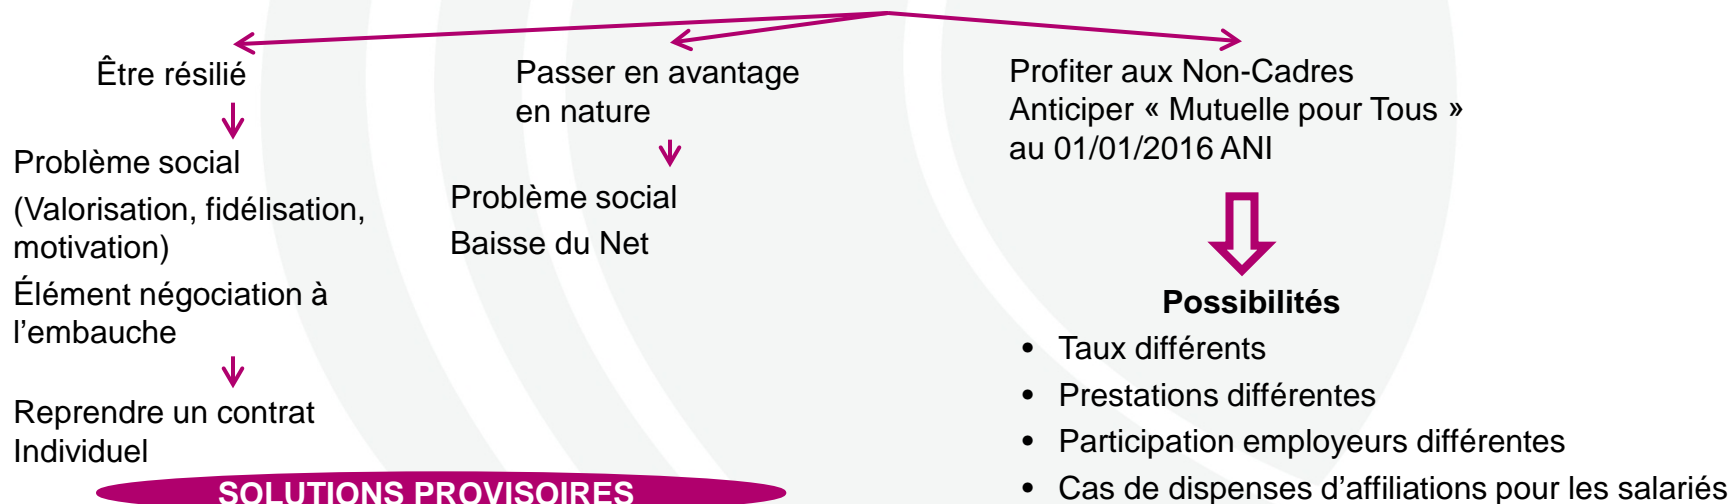 Être résilié
Problème social
(Valorisation, fidélisation,
motivation)
Élément négociation à
l’embauche
Reprendre un contrat
Individuel
Passer en avantage
en nature
Problème social
Baisse du Net
Profiter aux Non-Cadres
Anticiper « Mutuelle pour Tous »
au 01/01/2016 ANI
Possibilités
• Taux différents
• Prestations différentes
• Participation employeurs différentes
• Cas de dispenses d’affiliations pour les salariés
SOLUTIONS PROVISOIRES